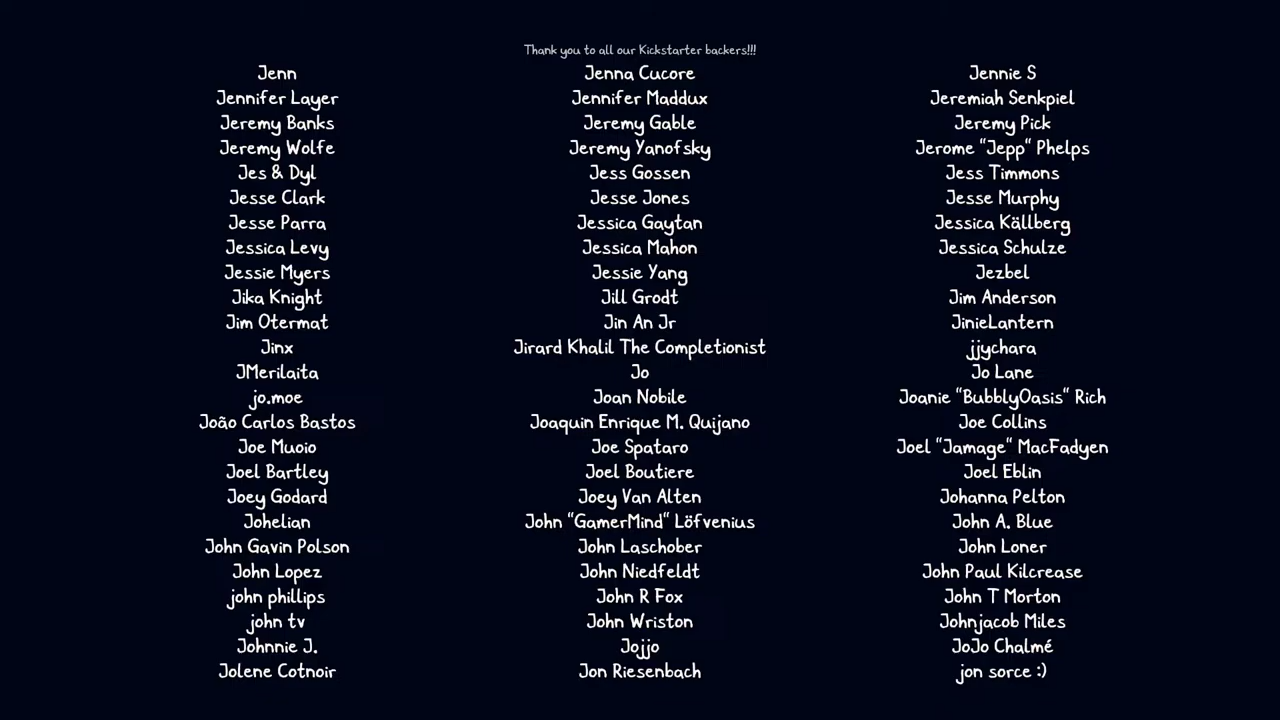 Thank you to all our Kickstarter backers!!!
Jenn Jenna Cucore Jennie S
Jennifer Layer Jennifer Maddux Jeremiah Senkpiel
Jeremy Banks Jeremy Gable Jeremy Pick
Jeremy Wolfe Jeremy Yanofsky Jerome "Jepp" Phelps
Jes & Dyl Jess Gossen Jess Timmons
Jesse Clark Jesse Jones Jesse Murphy
Jesse Parra Jessica Gaytan Jessica Källberg
Jessica Levy Jessica Mahon Jessica Schulze
Jessie Myers Jessie Yang Jezbel
Jika Knight Jill Grodt Jim Anderson
Jim Otermat Jin An Jr JinieLantern
Jinx Jirard Khalil The Completionist jjychara
JMerilaita Jo Jo Lane
jo.moe Joan Nobile Joanie "BubblyOasis" Rich
João Carlos Bastos Joaquin Enrique M. Quijano Joe Collins
Joe Muoio Joe Spataro Joel "Jamage" MacFadyen
Joel Bartley Joel Boutiere Joel Eblin
Joey Godard Joey Van Alten Johanna Pelton
Johelian John "GamerMind" Löfvenius John A. Blue
John Gavin Polson John Laschober John Loner
John Lopez John Niedfeldt John Paul Kilcrease
john phillips John R Fox John T Morton
john tv John Wriston Johnjacob Miles
Johnnie J. Jojjo JoJo Chalmé
Jolene Cotnoir Jon Riesenbach jon sorce :)